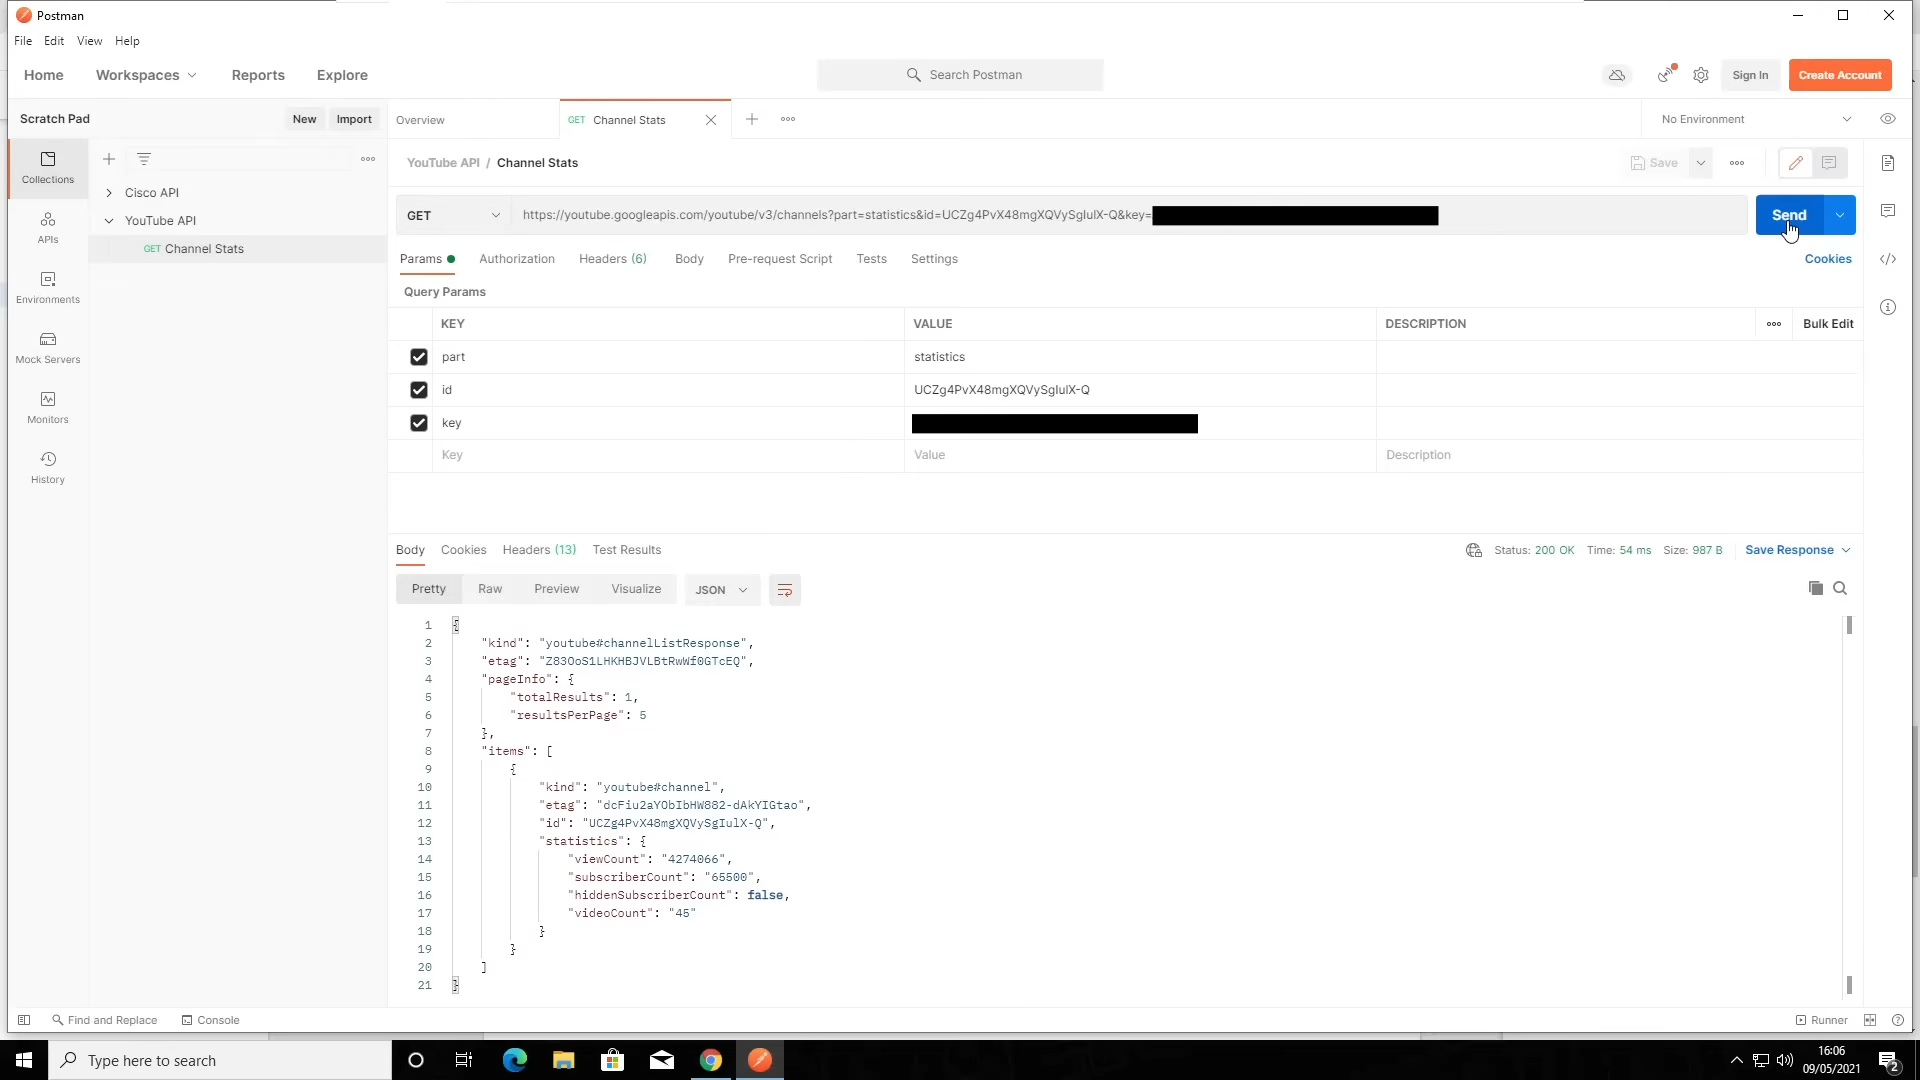 Postman
File Edit View Help
Home Workspaces Reports Explore Search Postman Sign In Create Account
Scratch Pad New Import Overview GET Channel Stats No Environment
YouTube API / Channel Stats Save
Collections
APIs
Environments
Mock Servers
Monitors
History
Cisco API
YouTube API
GET Channel Stats
GET https://youtube.googleapis.com/youtube/v3/channels?part=statistics&id=UCZg4PvX48mgXQVySgIulX-Q&key= Send
Params Authorization Headers (6) Body Pre-request Script Tests Settings Cookies
Query Params
KEY VALUE DESCRIPTION Bulk Edit
part statistics
id UCZg4PvX48mgXQVySgIulX-Q
key
Key Value Description
Body Cookies Headers (13) Test Results Status: 200 OK Time: 54 ms Size: 987 B Save Response
Pretty Raw Preview Visualize JSON
1 {
2 "kind": "youtube#channelListResponse",
3 "etag": "Z83OoS1LHKHBJVLBtRwWf0GTcEQ",
4 "pageInfo": {
5 "totalResults": 1,
6 "resultsPerPage": 5
7 },
8 "items": [
9 {
10 "kind": "youtube#channel",
11 "etag": "dcFiu2aYObIbHW882-dAkYIGtao",
12 "id": "UCZg4PvX48mgXQVySgIulX-Q",
13 "statistics": {
14 "viewCount": "4274066",
15 "subscriberCount": "65500",
16 "hiddenSubscriberCount": false,
17 "videoCount": "45"
18 }
19 }
20 ]
21 }
Find and Replace Console Runner
Type here to search 16:06
09/05/2021 2